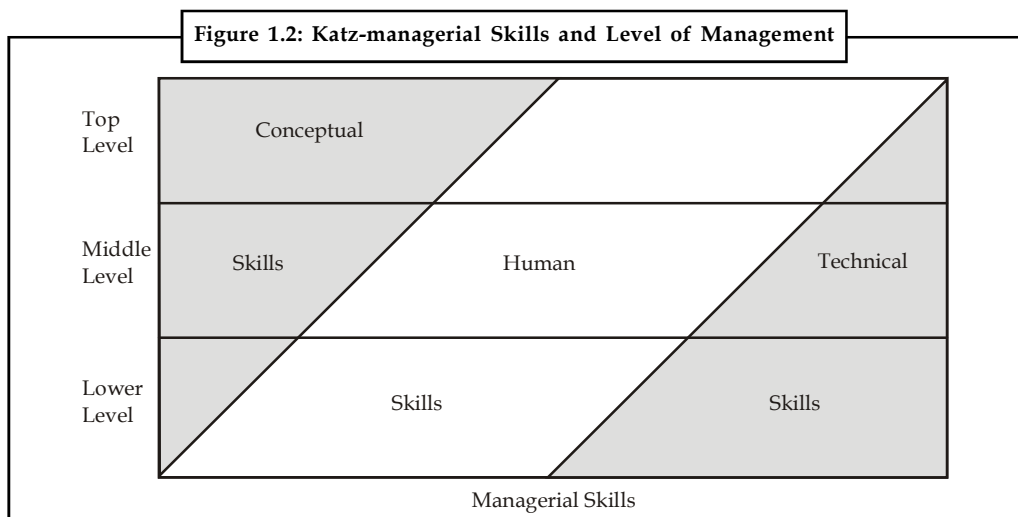 Figure 1.2: Katz-managerial Skills and Level of Management
Top
Level
Conceptual
Middle
Level
Skills
Human
Technical
Lower
Level
Skills
Skills
Managerial Skills